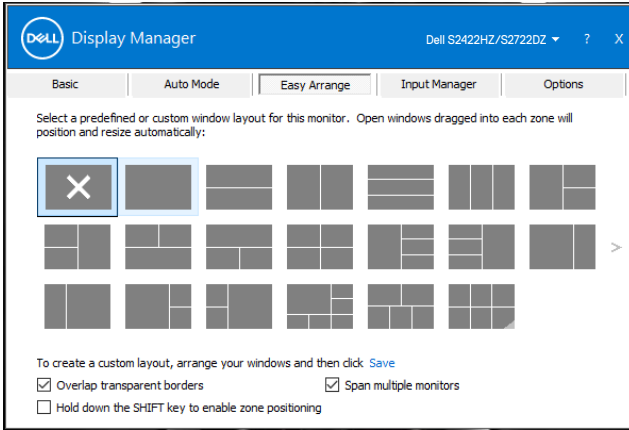 DELL Display Manager Dell S2422HZ/S2722DZ ? X
Basic Auto Mode Easy Arrange Input Manager Options
Select a predefined or custom window layout for this monitor. Open windows dragged into each zone will
position and resize automatically:
To create a custom layout, arrange your windows and then click Save
Overlap transparent borders Span multiple monitors
Hold down the SHIFT key to enable zone positioning